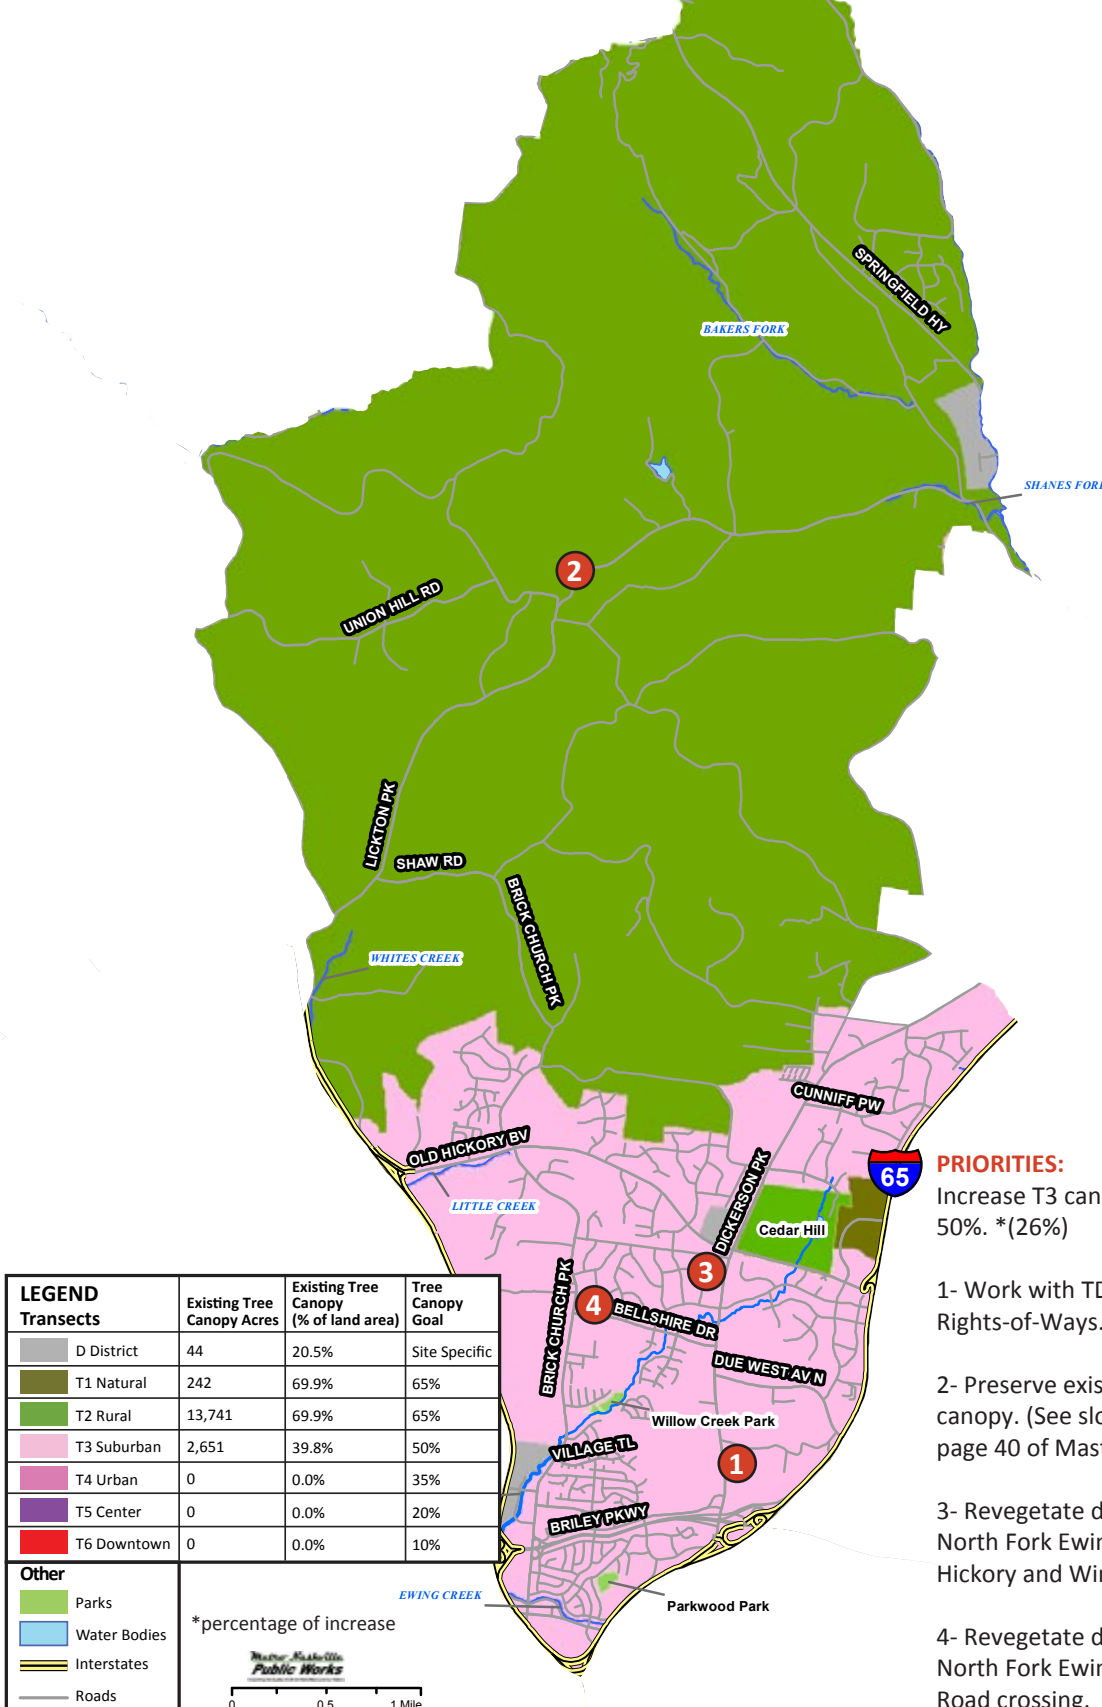 SPRINGFIELD HY
BAKERS FORK
SHANES FORK
2
UNION HILL RD
LICKTON PK
SHAW RD
BRICK CHURCH PK
WHITES CREEK
CUNNIFF PW
OLD HICKORY BV
65
LITTLE CREEK
DICKERSON PK
Cedar Hill
3
4
BELLSHIRE DR
BRICK CHURCH PK
DUE WEST AV N
Willow Creek Park
VILLAGE TL
1
BRILEY PKWY
EWING CREEK
Parkwood Park
PRIORITIES:
Increase T3 can
50%. *(26%)
1- Work with TD
Rights-of-Ways.
2- Preserve exis
canopy. (See slo
page 40 of Mast
3- Revegetate d
North Fork Ewin
Hickory and Win
4- Revegetate d
North Fork Ewin
Road crossing.
LEGEND
Transects Existing Tree Canopy Acres Existing Tree Canopy (% of land area) Tree Canopy Goal
D District 44 20.5% Site Specific
T1 Natural 242 69.9% 65%
T2 Rural 13,741 69.9% 65%
T3 Suburban 2,651 39.8% 50%
T4 Urban 0 0.0% 35%
T5 Center 0 0.0% 20%
T6 Downtown 0 0.0% 10%
Other
Parks
Water Bodies
Interstates
Roads
*percentage of increase
Metro Nashville
Public Works
0 0.5 1 Mile